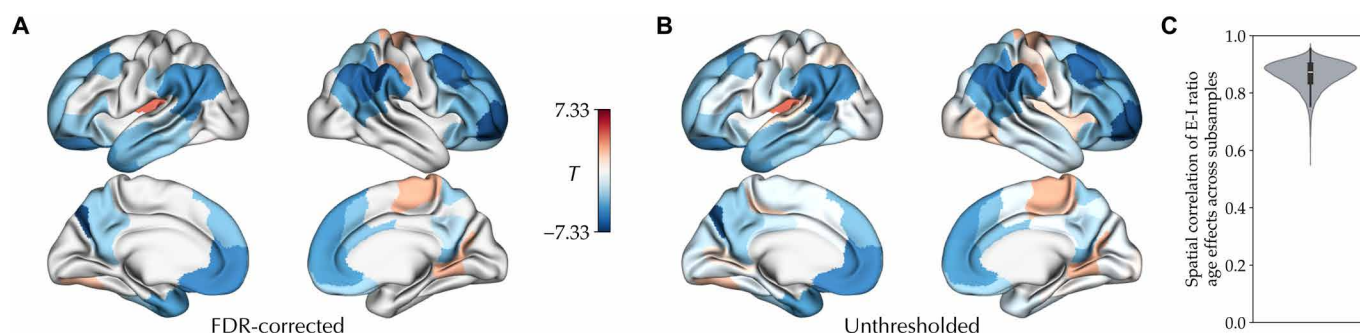 A
B
C
7.33
T
−7.33
FDR-corrected
Unthresholded
Spatial correlation of E-I ratio
age effects across subsamples
1.0
0.8
0.6
0.4
0.2
0.0